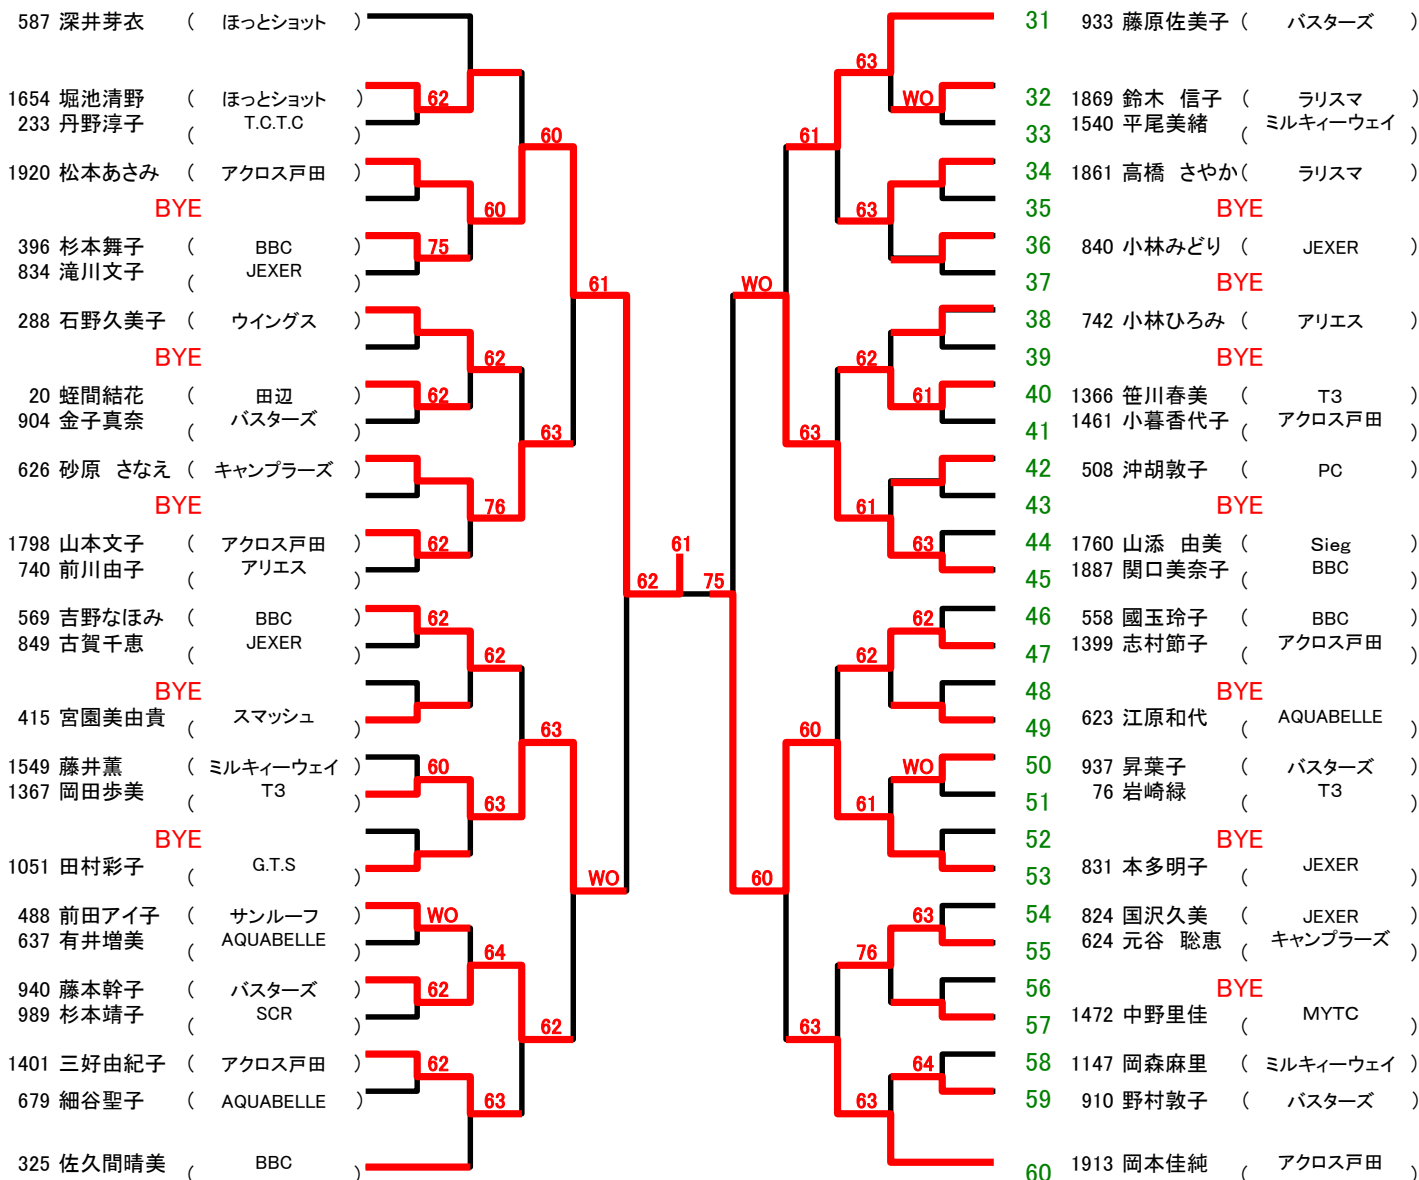 587 深井芽衣 ( ほっとショット )
1654 堀池清野 ( ほっとショット )
233 丹野淳子 ( T.C.T.C )
1920 松本あさみ ( アクロス戸田 )
BYE
396 杉本舞子 ( BBC )
834 滝川文子 ( JEXER )
288 石野久美子 ( ウイングス )
BYE
20 蛭間結花 ( 田辺 )
904 金子真奈 ( バスターズ )
626 砂原 さなえ ( キャンプラーズ )
BYE
1798 山本文子 ( アクロス戸田 )
740 前川由子 ( アリエス )
569 吉野なほみ ( BBC )
849 古賀千恵 ( JEXER )
BYE
415 宮園美由貴 ( スマッシュ )
1549 藤井薫 ( ミルキィーウェイ )
1367 岡田歩美 ( T3 )
BYE
1051 田村彩子 ( G.T.S )
488 前田アイ子 ( サンルーフ )
637 有井増美 ( AQUABELLE )
940 藤本幹子 ( バスターズ )
989 杉本靖子 ( SCR )
1401 三好由紀子 ( アクロス戸田 )
679 細谷聖子 ( AQUABELLE )
325 佐久間晴美 ( BBC
62
75
62
62
62
60
WO
62
62
60
62
76
62
63
64
63
60
63
63
62
61
WO
62
61
75
WO
60
61
63
60
63
63
63
62
61
62
61
76
63
WO
61
63
62
WO
63
64
31 933 藤原佐美子 ( バスターズ )
32 1869 鈴木 信子 ( ラリスマ )
33 1540 平尾美緒 ( ミルキィーウェイ )
34 1861 高橋 さやか ( ラリスマ )
35 BYE
36 840 小林みどり ( JEXER )
37 BYE
38 742 小林ひろみ ( アリエス )
39 BYE
40 1366 笹川春美 ( T3 )
41 1461 小暮香代子 ( アクロス戸田 )
42 508 沖胡敦子 ( PC )
43 BYE
44 1760 山添 由美 ( Sieg )
45 1887 関口美奈子 ( BBC )
46 558 國玉玲子 ( BBC )
47 1399 志村節子 ( アクロス戸田 )
48 BYE
49 623 江原和代 ( AQUABELLE )
50 937 昇葉子 ( バスターズ )
51 76 岩崎緑 ( T3 )
52 BYE
53 831 本多明子 ( JEXER )
54 824 国沢久美 ( JEXER )
55 624 元谷 聡恵 ( キャンプラーズ )
56 BYE
57 1472 中野里佳 ( MYTC )
58 1147 岡森麻里 ( ミルキィーウェイ )
59 910 野村敦子 ( バスターズ )
60 1913 岡本佳純 ( アクロス戸田 )